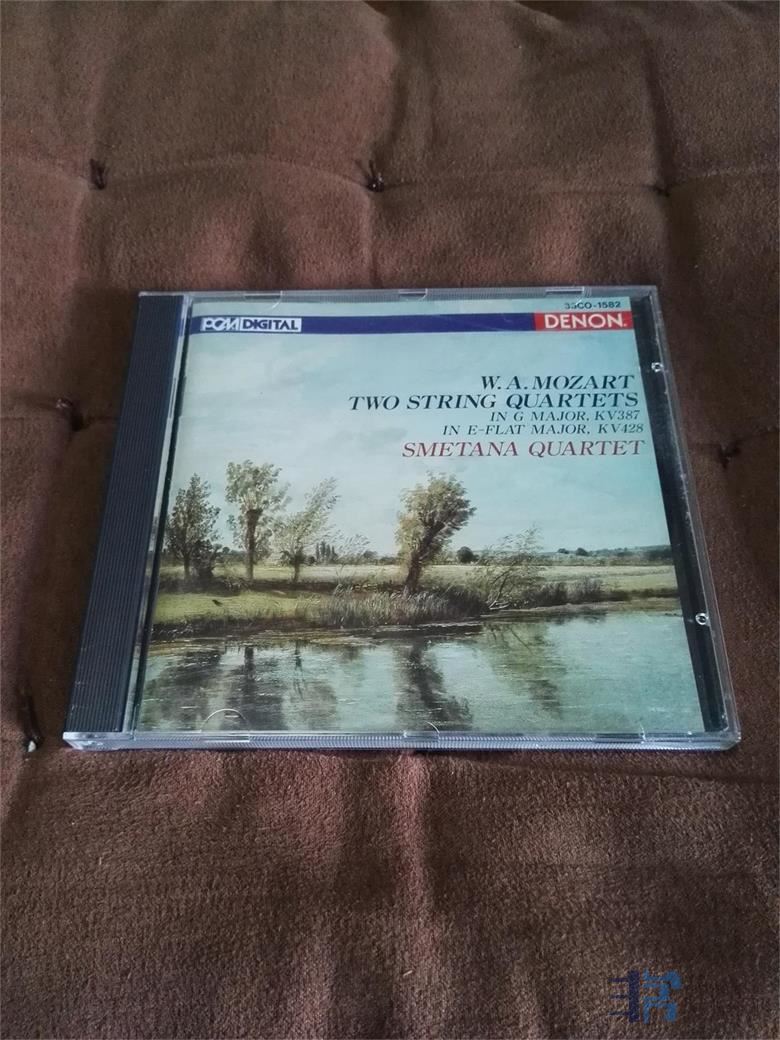 33CO-1582
PCM DIGITAL
DENON
W. A. MOZART
TWO STRING QUARTETS
IN G MAJOR, KV387
IN E-FLAT MAJOR, KV428
SMETANA QUARTET